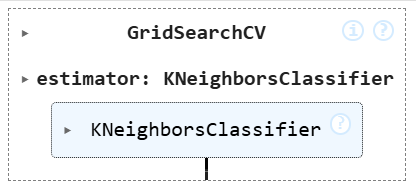 GridSearchCV i ?
estimator: KNeighborsClassifier
KNeighborsClassifier ?